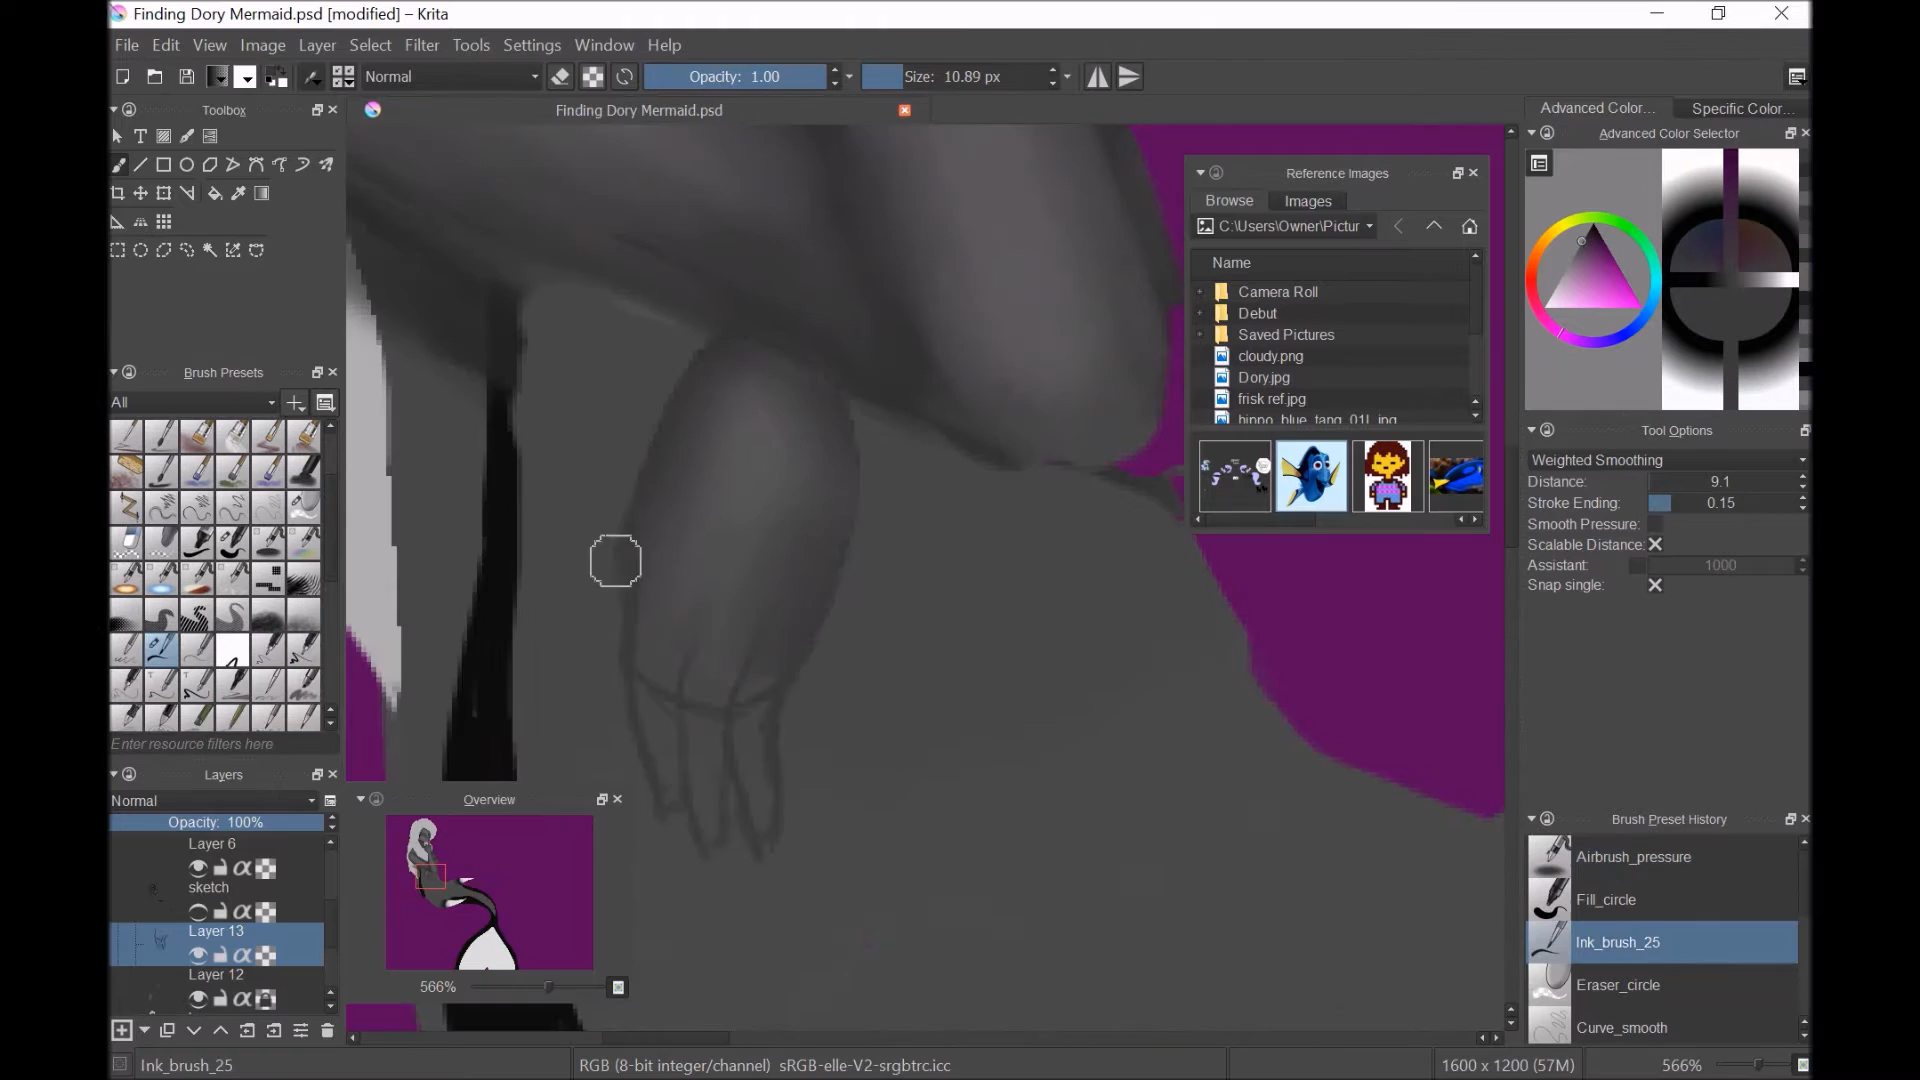 Finding Dory Mermaid.psd [modified] – Krita
File Edit View Image Layer Select Filter Tools Settings Window Help
Normal
Opacity: 1.00
Size: 10.89 px
Toolbox
Finding Dory Mermaid.psd
Advanced Color...
Specific Color...
Advanced Color Selector
Reference Images
Browse
Images
C:\Users\Owner\Pictur
Name
Camera Roll
Debut
Saved Pictures
cloudy.png
Dory.jpg
frisk ref.jpg
hippo_blue_tang_01L.jpg
Brush Presets
All
Enter resource filters here
Tool Options
Weighted Smoothing
Distance: 9.1
Stroke Ending: 0.15
Smooth Pressure:
Scalable Distance:
Assistant: 1000
Snap single:
Layers
Normal
Opacity: 100%
Layer 6
sketch
Layer 13
Layer 12
Overview
566%
Brush Preset History
Airbrush_pressure
Fill_circle
Ink_brush_25
Eraser_circle
Curve_smooth
Ink_brush_25
RGB (8-bit integer/channel) sRGB-elle-V2-srgbtrc.icc
1600 x 1200 (57M)
566%